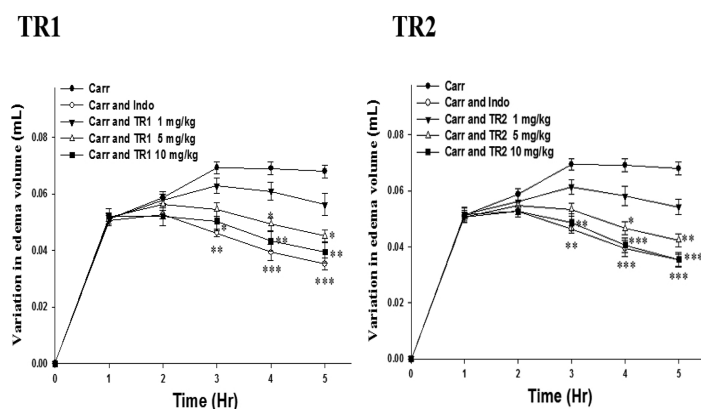 TR1
Carr
Carr and Indo
Carr and TR1 1 mg/kg
Carr and TR1 5 mg/kg
Carr and TR1 10 mg/kg
Variation in edema volume (mL)
0.08
0.06
0.04
0.02
0.00
*
**
*
**
***
*
**
***
0 1 2 3 4 5
Time (Hr)
TR2
Carr
Carr and Indo
Carr and TR2 1 mg/kg
Carr and TR2 5 mg/kg
Carr and TR2 10 mg/kg
Variation in edema volume (mL)
0.08
0.06
0.04
0.02
0.00
**
**
*
***
***
**
***
***
0 1 2 3 4 5
Time (Hr)